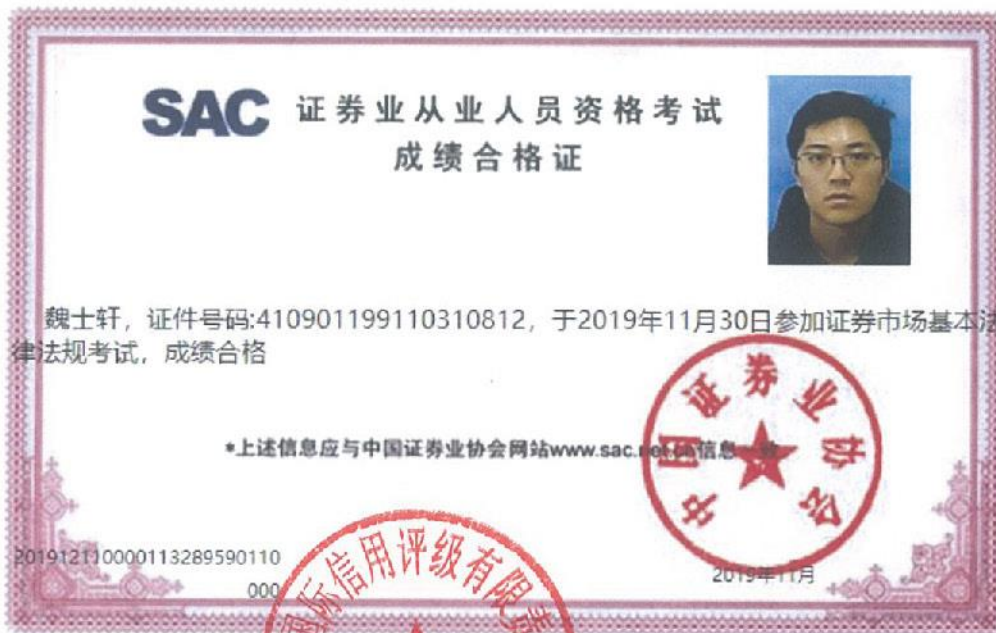 SAC 证券业从业人员资格考试
成绩合格证
魏士轩，证件号码:410901199110310812，于2019年11月30日参加证券市场基本法
律法规考试，成绩合格
*上述信息应与中国证券业协会网站www.sac.net.cn信息一致
中国证券业协会
20191211000011328959​0110
000
2019年11月
国际信用评级有限责